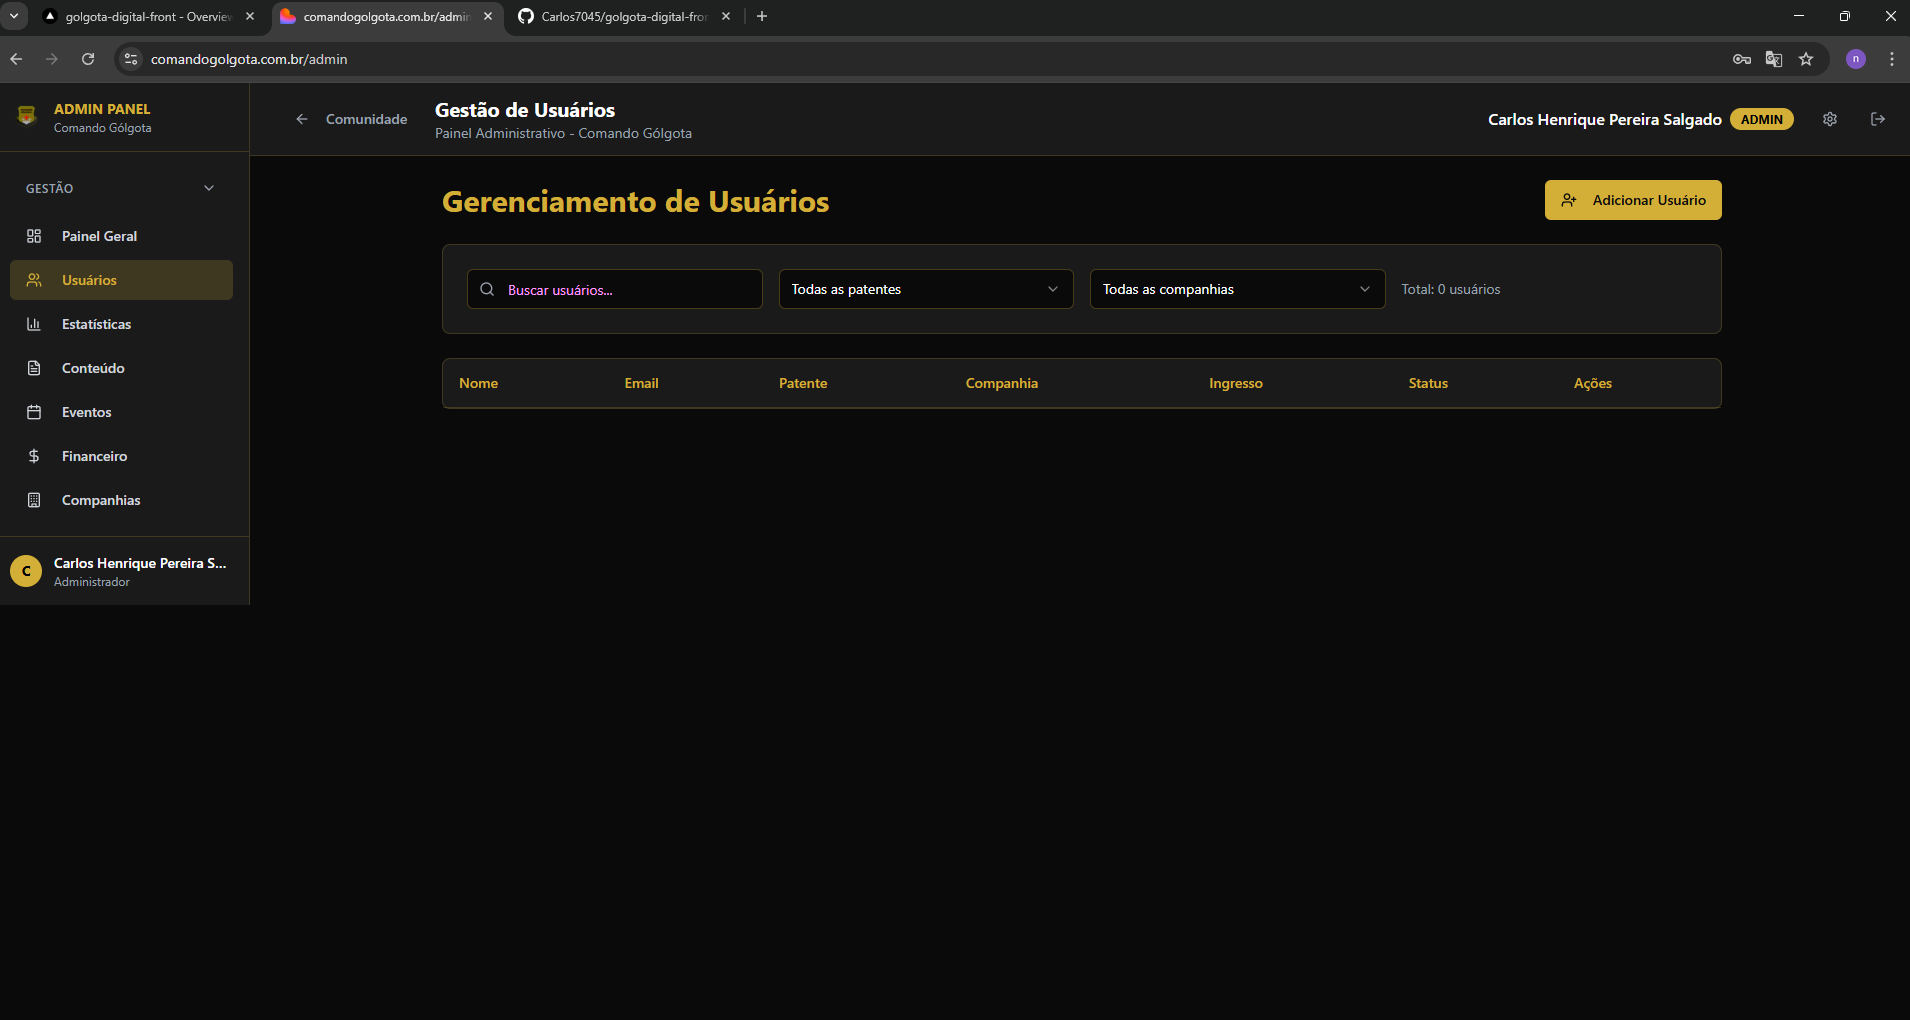 golgota-digital-front - Overview
comandogolgota.com.br/admin
Carlos7045/golgota-digital-fron
comandogolgota.com.br/admin
n
ADMIN PANEL
Comando Gólgota
Comunidade
Gestão de Usuários
Painel Administrativo - Comando Gólgota
Carlos Henrique Pereira Salgado
ADMIN
GESTÃO
Painel Geral
Usuários
Estatísticas
Conteúdo
Eventos
Financeiro
Companhias
C
Carlos Henrique Pereira S...
Administrador
Gerenciamento de Usuários
Adicionar Usuário
Buscar usuários...
Todas as patentes
Todas as companhias
Total: 0 usuários
Nome Email Patente Companhia Ingresso Status Ações